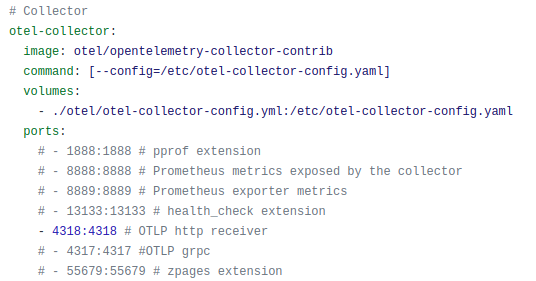 # Collector
otel-collector:
  image: otel/opentelemetry-collector-contrib
  command: [--config=/etc/otel-collector-config.yaml]
  volumes:
    - ./otel/otel-collector-config.yml:/etc/otel-collector-config.yaml
  ports:
    # - 1888:1888 # pprof extension
    # - 8888:8888 # Prometheus metrics exposed by the collector
    # - 8889:8889 # Prometheus exporter metrics
    # - 13133:13133 # health_check extension
    - 4318:4318 # OTLP http receiver
    # - 4317:4317 #OTLP grpc
    # - 55679:55679 # zpages extension